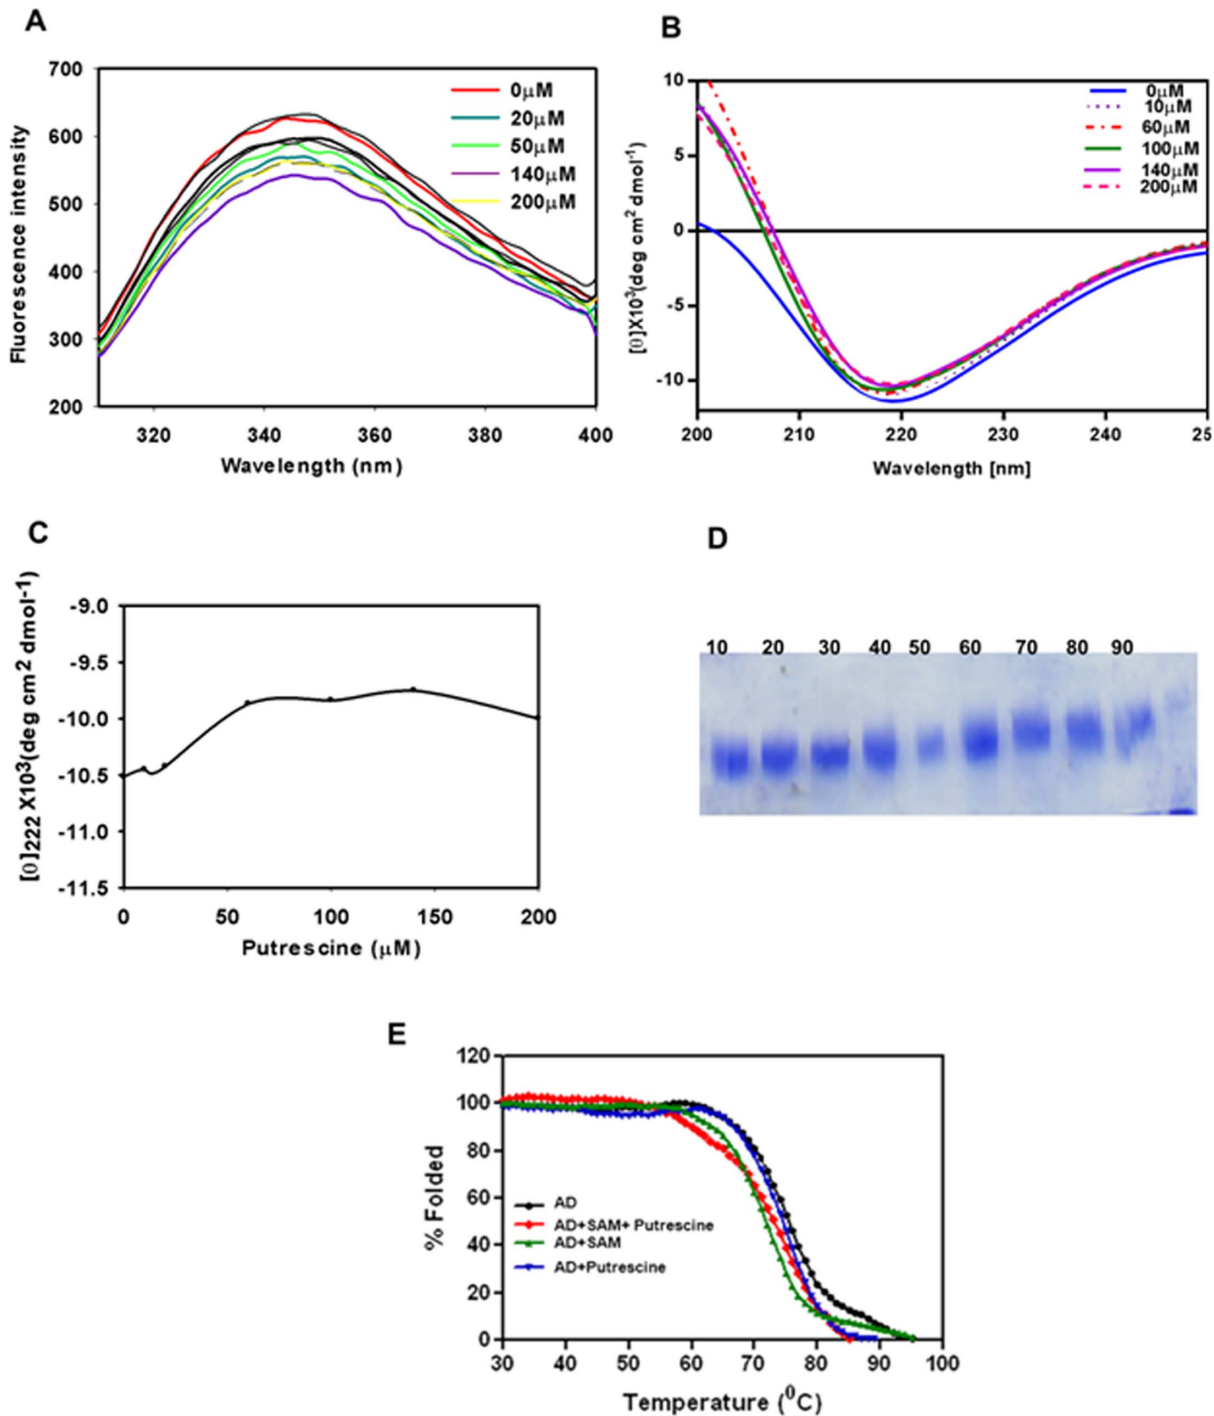 A
700
600
500
400
300
200
Fluorescence intensity
0μM
20μM
50μM
140μM
200μM
320 340 360 380 400
Wavelength (nm)
B
10
5
0
-5
-10
[θ]X10³(deg cm² dmol⁻¹)
0μM
10μM
60μM
100μM
140μM
200μM
200 210 220 230 240 25
Wavelength [nm]
C
-9.0
-9.5
-10.0
-10.5
-11.0
-11.5
[θ]222 X10³(deg cm² dmol-1)
0 50 100 150 200
Putrescine (μM)
D
10 20 30 40 50 60 70 80 90
E
120
100
80
60
40
20
0
% Folded
AD
AD+SAM+ Putrescine
AD+SAM
AD+Putrescine
30 40 50 60 70 80 90 100
Temperature (⁰C)